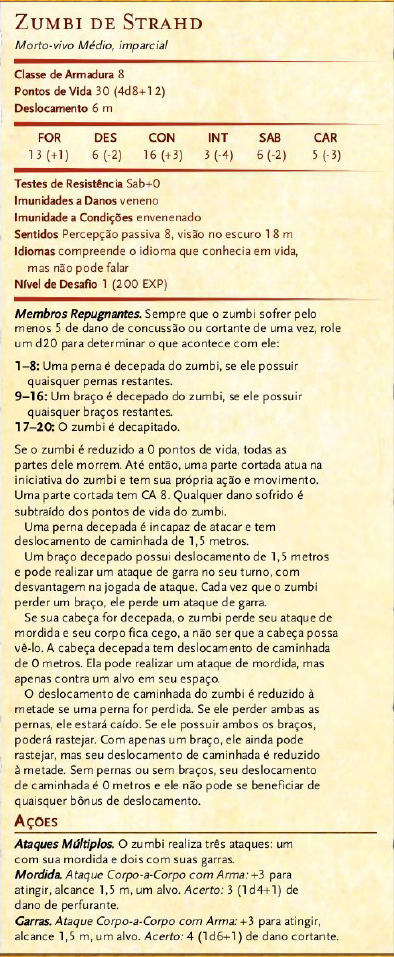 ZUMBI DE STRAHD
Morto-vivo Médio, imparcial
Classe de Armadura 8
Pontos de Vida 30 (4d8+12)
Deslocamento 6 m
FOR DES CON INT SAB CAR
13 (+1) 6 (-2) 16 (+3) 3 (-4) 6 (-2) 5 (-3)
Testes de Resistência Sab+0
Imunidades a Danos veneno
Imunidade a Condições envenenado
Sentidos Percepção passiva 8, visão no escuro 18 m
Idiomas compreende o idioma que conhecia em vida,
mas não pode falar
Nível de Desafio 1 (200 EXP)
Membros Repugnantes. Sempre que o zumbi sofrer pelo
menos 5 de dano de concussão ou cortante de uma vez, role
um d20 para determinar o que acontece com ele:
1–8: Uma perna é decepada do zumbi, se ele possuir
quaisquer pernas restantes.
9–16: Um braço é decepado do zumbi, se ele possuir
quaisquer braços restantes.
17–20: O zumbi é decapitado.
Se o zumbi é reduzido a 0 pontos de vida, todas as
partes dele morrem. Até então, uma parte cortada atua na
iniciativa do zumbi e tem sua própria ação e movimento.
Uma parte cortada tem CA 8. Qualquer dano sofrido é
subtraído dos pontos de vida do zumbi.
Uma perna decepada é incapaz de atacar e tem
deslocamento de caminhada de 1,5 metros.
Um braço decepado possui deslocamento de 1,5 metros
e pode realizar um ataque de garra no seu turno, com
desvantagem na jogada de ataque. Cada vez que o zumbi
perder um braço, ele perde um ataque de garra.
Se sua cabeça for decepada, o zumbi perde seu ataque de
mordida e seu corpo fica cego, a não ser que a cabeça possa
vê-lo. A cabeça decepada tem deslocamento de caminhada
de 0 metros. Ela pode realizar um ataque de mordida, mas
apenas contra um alvo em seu espaço.
O deslocamento de caminhada do zumbi é reduzido à
metade se uma perna for perdida. Se ele perder ambas as
pernas, ele estará caído. Se ele possuir ambos os braços,
poderá rastejar. Com apenas um braço, ele ainda pode
rastejar, mas seu deslocamento de caminhada é reduzido
à metade. Sem pernas ou sem braços, seu deslocamento
de caminhada é 0 metros e ele não pode se beneficiar de
quaisquer bônus de deslocamento.
AÇÕES
Ataques Múltiplos. O zumbi realiza três ataques: um
com sua mordida e dois com suas garras.
Mordida. Ataque Corpo-a-Corpo com Arma: +3 para
atingir, alcance 1,5 m, um alvo. Acerto: 3 (1d4+1) de
dano de perfurante.
Garras. Ataque Corpo-a-Corpo com Arma: +3 para atingir,
alcance 1,5 m, um alvo. Acerto: 4 (1d6+1) de dano cortante.